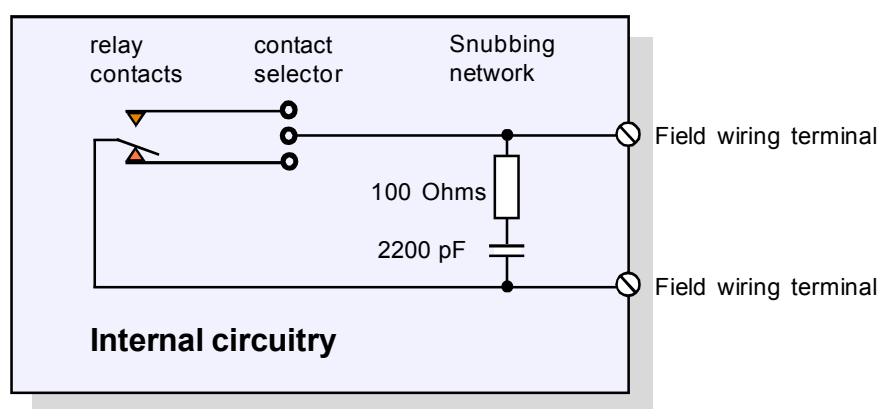 relay
contacts
contact
selector
Snubbing
network
Field wiring terminal
100 Ohms
2200 pF
Field wiring terminal
Internal circuitry